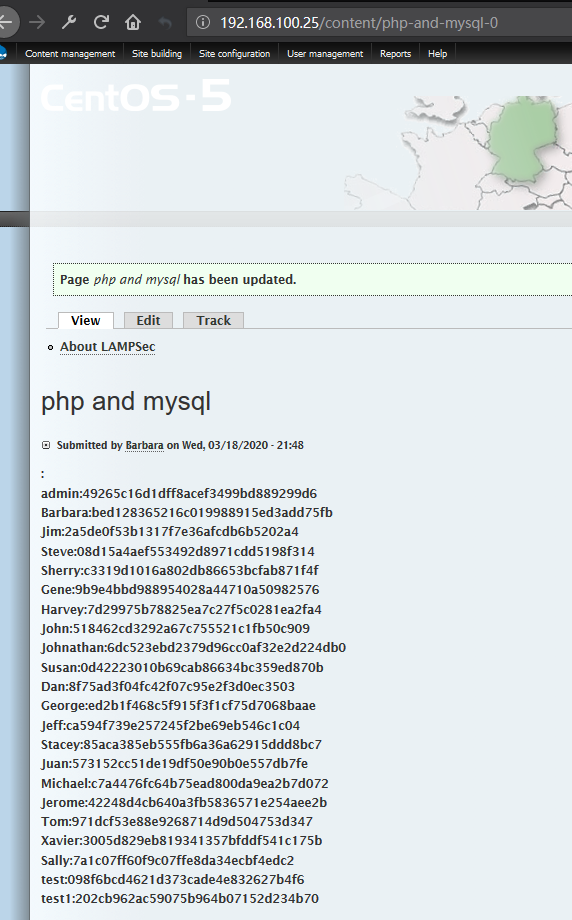 192.168.100.25/content/php-and-mysql-0
Content management Site building Site configuration User management Reports Help
CentOS-5
Page php and mysql has been updated.
View Edit Track
About LAMPSec
php and mysql
Submitted by Barbara on Wed, 03/18/2020 - 21:48
:
admin:49265c16d1dff8acef3499bd889299d6
Barbara:bed128365216c019988915ed3add75fb
Jim:2a5de0f53b1317f7e36afcdb6b5202a4
Steve:08d15a4aef553492d8971cdd5198f314
Sherry:c3319d1016a802db86653bcfab871f4f
Gene:9b9e4bbd988954028a44710a50982576
Harvey:7d29975b78825ea7c27f5c0281ea2fa4
John:518462cd3292a67c755521c1fb50c909
Johnathan:6dc523ebd2379d96cc0af32e2d224db0
Susan:0d42223010b69cab86634bc359ed870b
Dan:8f75ad3f04fc42f07c95e2f3d0ec3503
George:ed2b1f468c5f915f3f1cf75d7068baae
Jeff:ca594f739e257245f2be69eb546c1c04
Stacey:85aca385eb555fb6a36a62915ddd8bc7
Juan:573152cc51de19df50e90b0e557db7fe
Michael:c7a4476fc64b75ead800da9ea2b7d072
Jerome:42248d4cb640a3fb5836571e254aee2b
Tom:971dcf53e88e9268714d9d504753d347
Xavier:3005d829eb819341357bfddf541c175b
Sally:7a1c07ff60f9c07ffe8da34ecbf4edc2
test:098f6bcd4621d373cade4e832627b4f6
test1:202cb962ac59075b964b07152d234b70